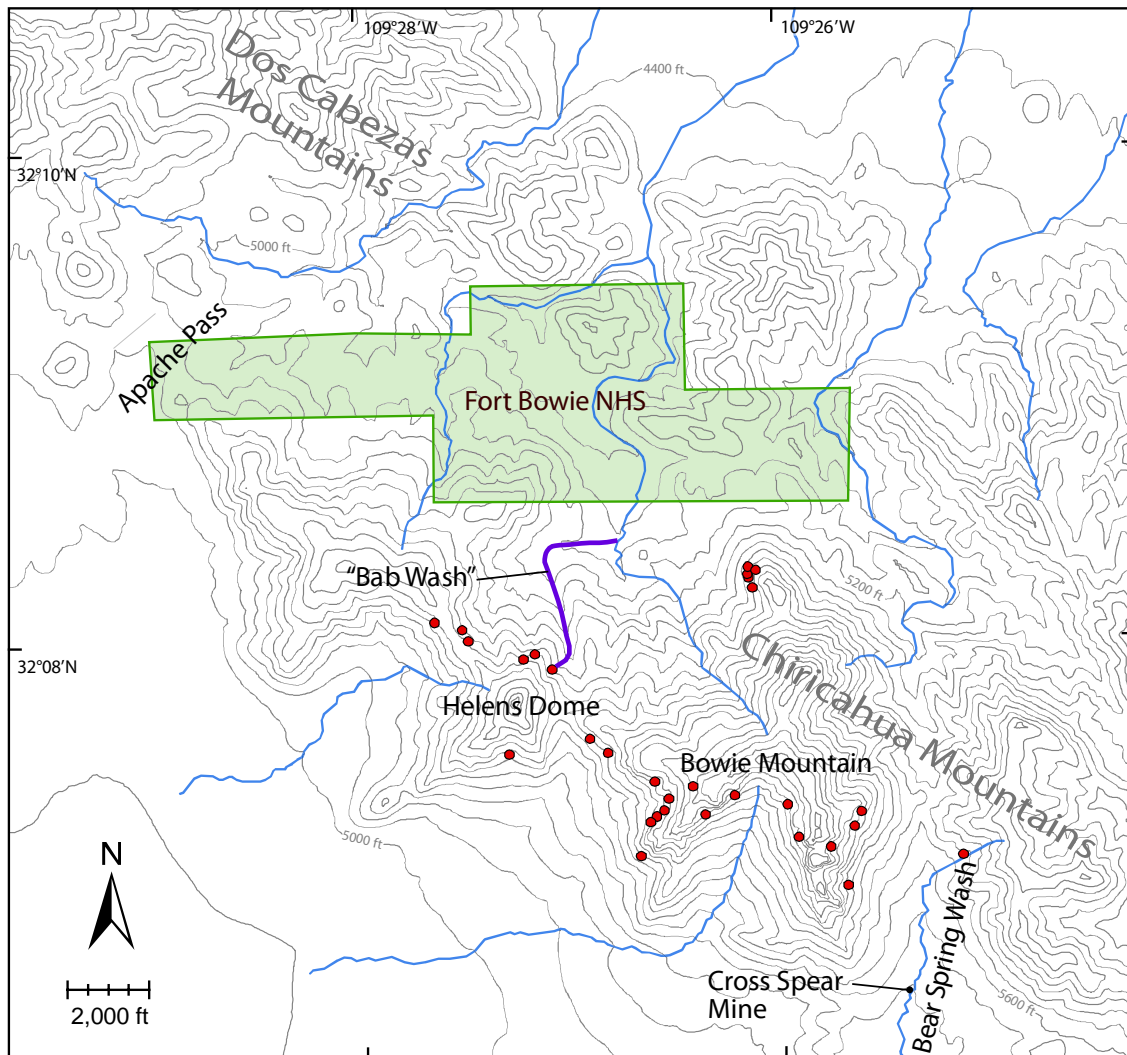 109°28'W
109°26'W
Dos Cabezas
Mountains
4400 ft
32°10'N
5000 ft
Apache Pass
Fort Bowie NHS
"Bab Wash"
5200 ft
32°08'N
Chiricahua Mountains
Helens Dome
Bowie Mountain
5000 ft
N
Bear Spring Wash
Cross Spear
Mine
5600 ft
2,000 ft